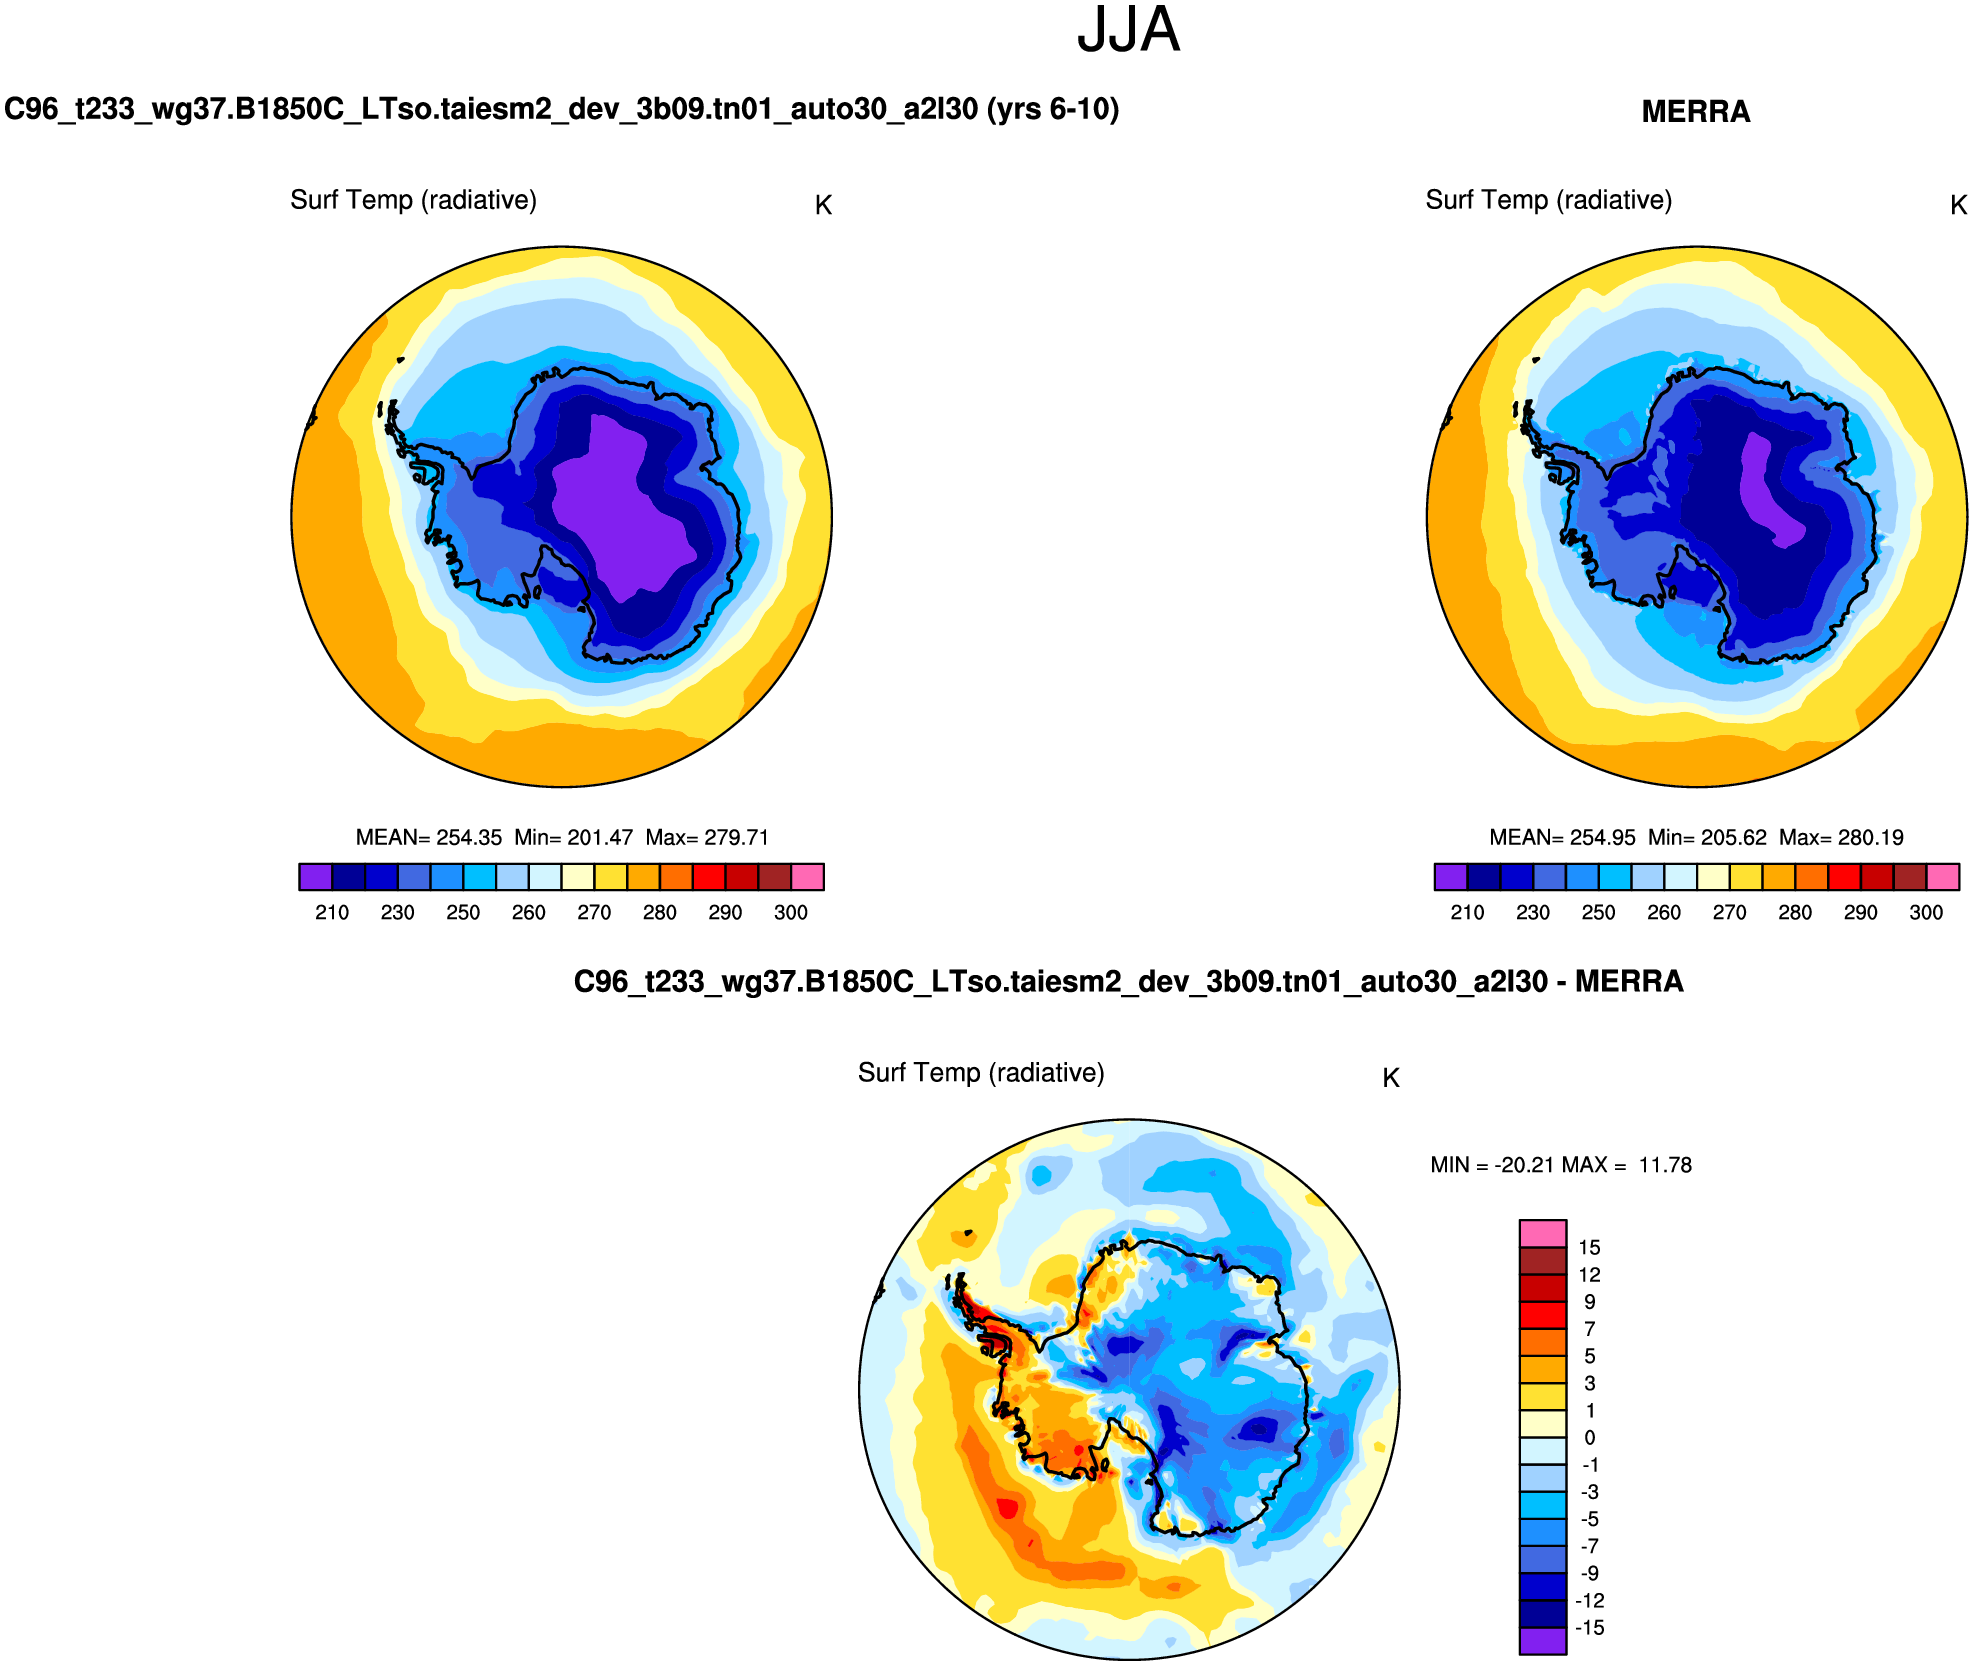 JJA
C96_t233_wg37.B1850C_LTso.taiesm2_dev_3b09.tn01_auto30_a2l30 (yrs 6-10)
MERRA
Surf Temp (radiative) K
Surf Temp (radiative) K
MEAN= 254.35 Min= 201.47 Max= 279.71
MEAN= 254.95 Min= 205.62 Max= 280.19
210 230 250 260 270 280 290 300
210 230 250 260 270 280 290 300
C96_t233_wg37.B1850C_LTso.taiesm2_dev_3b09.tn01_auto30_a2l30 - MERRA
Surf Temp (radiative) K
MIN = -20.21 MAX = 11.78
15
12
9
7
5
3
1
0
-1
-3
-5
-7
-9
-12
-15